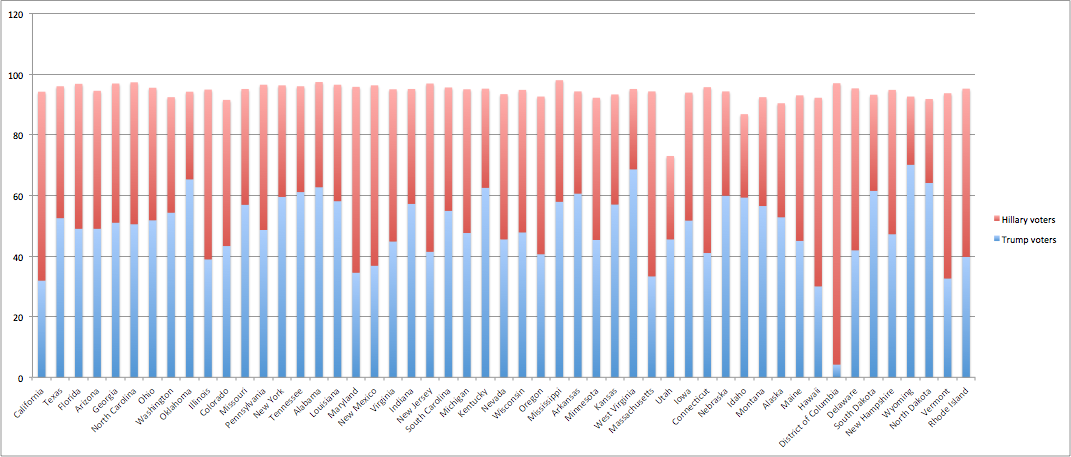 120
100
80
60
40
20
0
California
Texas
Florida
Arizona
Georgia
North Carolina
Ohio
Washington
Oklahoma
Illinois
Colorado
Missouri
Pennsylvania
New York
Tennessee
Alabama
Louisiana
Maryland
New Mexico
Virginia
Indiana
New Jersey
South Carolina
Michigan
Kentucky
Nevada
Wisconsin
Oregon
Mississippi
Arkansas
Minnesota
Kansas
West Virginia
Massachusetts
Utah
Iowa
Connecticut
Nebraska
Idaho
Montana
Alaska
Maine
Hawaii
District of Columbia
Delaware
South Dakota
New Hampshire
Wyoming
North Dakota
Vermont
Rhode Island
Hillary voters
Trump voters